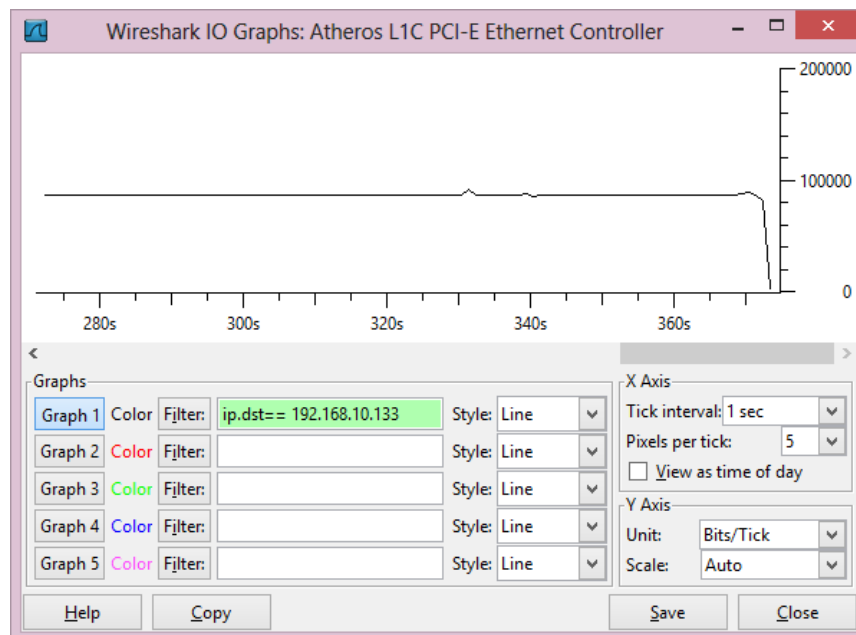 Wireshark IO Graphs: Atheros L1C PCI-E Ethernet Controller
200000
100000
0
280s 300s 320s 340s 360s
Graphs
Graph 1 Color Filter: ip.dst== 192.168.10.133 Style: Line
Graph 2 Color Filter: Style: Line
Graph 3 Color Filter: Style: Line
Graph 4 Color Filter: Style: Line
Graph 5 Color Filter: Style: Line
X Axis
Tick interval: 1 sec
Pixels per tick: 5
View as time of day
Y Axis
Unit: Bits/Tick
Scale: Auto
Help Copy Save Close